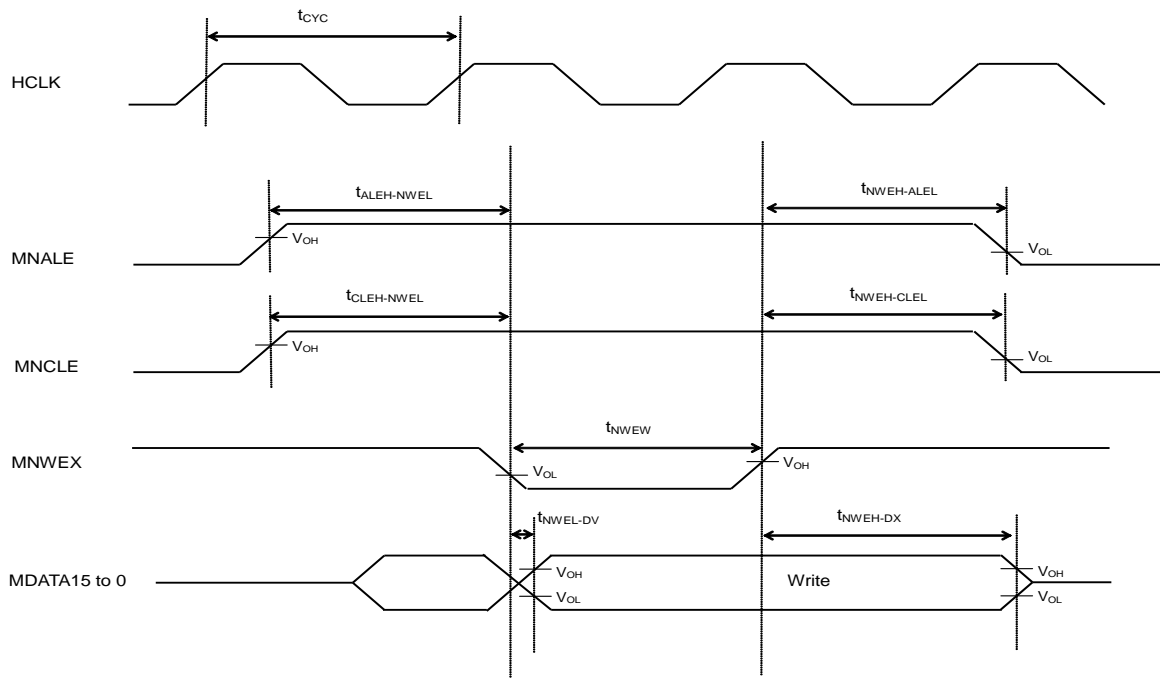 tCYC
HCLK
tALEH-NWEL
tNWEH-ALEL
VOH
VOL
MNALE
tCLEH-NWEL
tNWEH-CLEL
VOH
VOL
MNCLE
tNWEW
MNWEX
VOL
VOH
tNWEL-DV
tNWEH-DX
MDATA15 to 0
VOH
Write
VOH
VOL
VOL